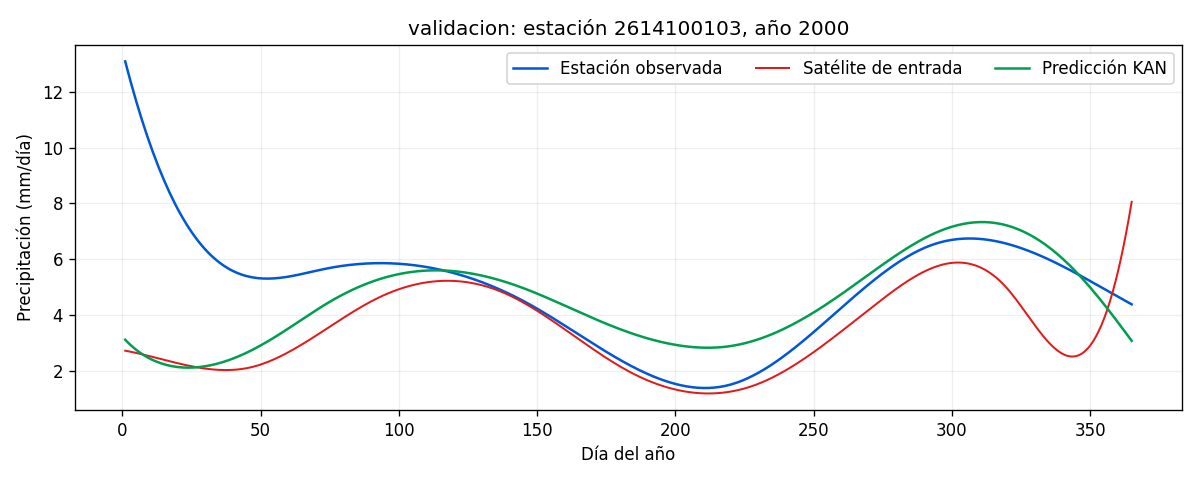 validacion: estación 2614100103, año 2000
Estación observada
Satélite de entrada
Predicción KAN
Precipitación (mm/día)
12
10
8
6
4
2
0
50
100
150
200
250
300
350
Día del año